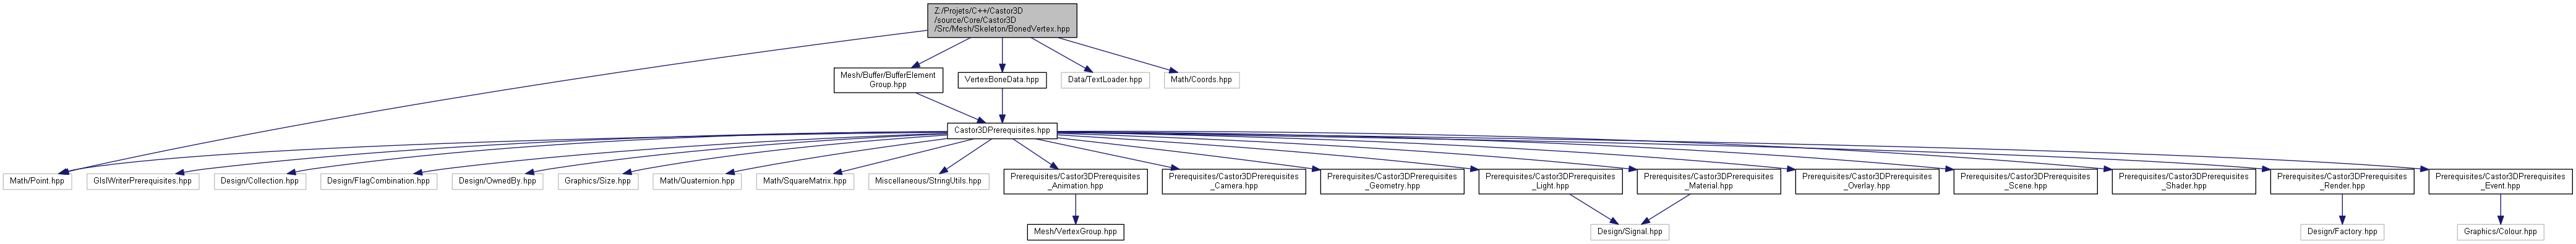 Z:/Projets/C++/Castor3D
/source/Core/Castor3D
/Src/Mesh/Skeleton/BonedVertex.hpp
Mesh/Buffer/BufferElement
Group.hpp
VertexBoneData.hpp
Data/TextLoader.hpp
Math/Coords.hpp
Castor3DPrerequisites.hpp
Math/Point.hpp
GlslWriterPrerequisites.hpp
Design/Collection.hpp
Design/FlagCombination.hpp
Design/OwnedBy.hpp
Graphics/Size.hpp
Math/Quaternion.hpp
Math/SquareMatrix.hpp
Miscellaneous/StringUtils.hpp
Prerequisites/Castor3DPrerequisites
_Animation.hpp
Prerequisites/Castor3DPrerequisites
_Camera.hpp
Prerequisites/Castor3DPrerequisites
_Geometry.hpp
Prerequisites/Castor3DPrerequisites
_Light.hpp
Prerequisites/Castor3DPrerequisites
_Material.hpp
Prerequisites/Castor3DPrerequisites
_Overlay.hpp
Prerequisites/Castor3DPrerequisites
_Scene.hpp
Prerequisites/Castor3DPrerequisites
_Shader.hpp
Prerequisites/Castor3DPrerequisites
_Render.hpp
Prerequisites/Castor3DPrerequisites
_Event.hpp
Mesh/VertexGroup.hpp
Design/Signal.hpp
Design/Factory.hpp
Graphics/Colour.hpp